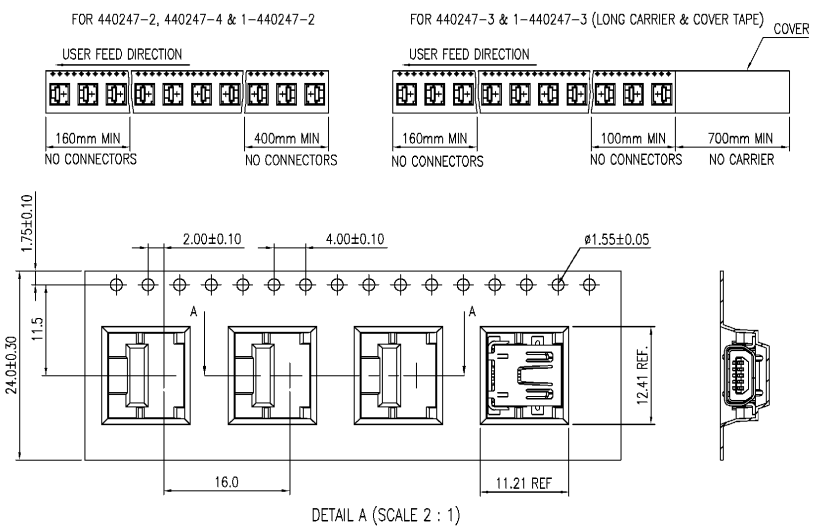 FOR 440247-2, 440247-4 & 1-440247-2
FOR 440247-3 & 1-440247-3 (LONG CARRIER & COVER TAPE)
COVER
USER FEED DIRECTION
USER FEED DIRECTION
160mm MIN
400mm MIN
160mm MIN
100mm MIN
700mm MIN
NO CONNECTORS
NO CONNECTORS
NO CONNECTORS
NO CONNECTORS
NO CARRIER
1.75±0.10
2.00±0.10
4.00±0.10
ø1.55±0.05
A
A
11.5
24.0±0.30
12.41 REF.
16.0
11.21 REF
DETAIL A (SCALE 2 : 1)